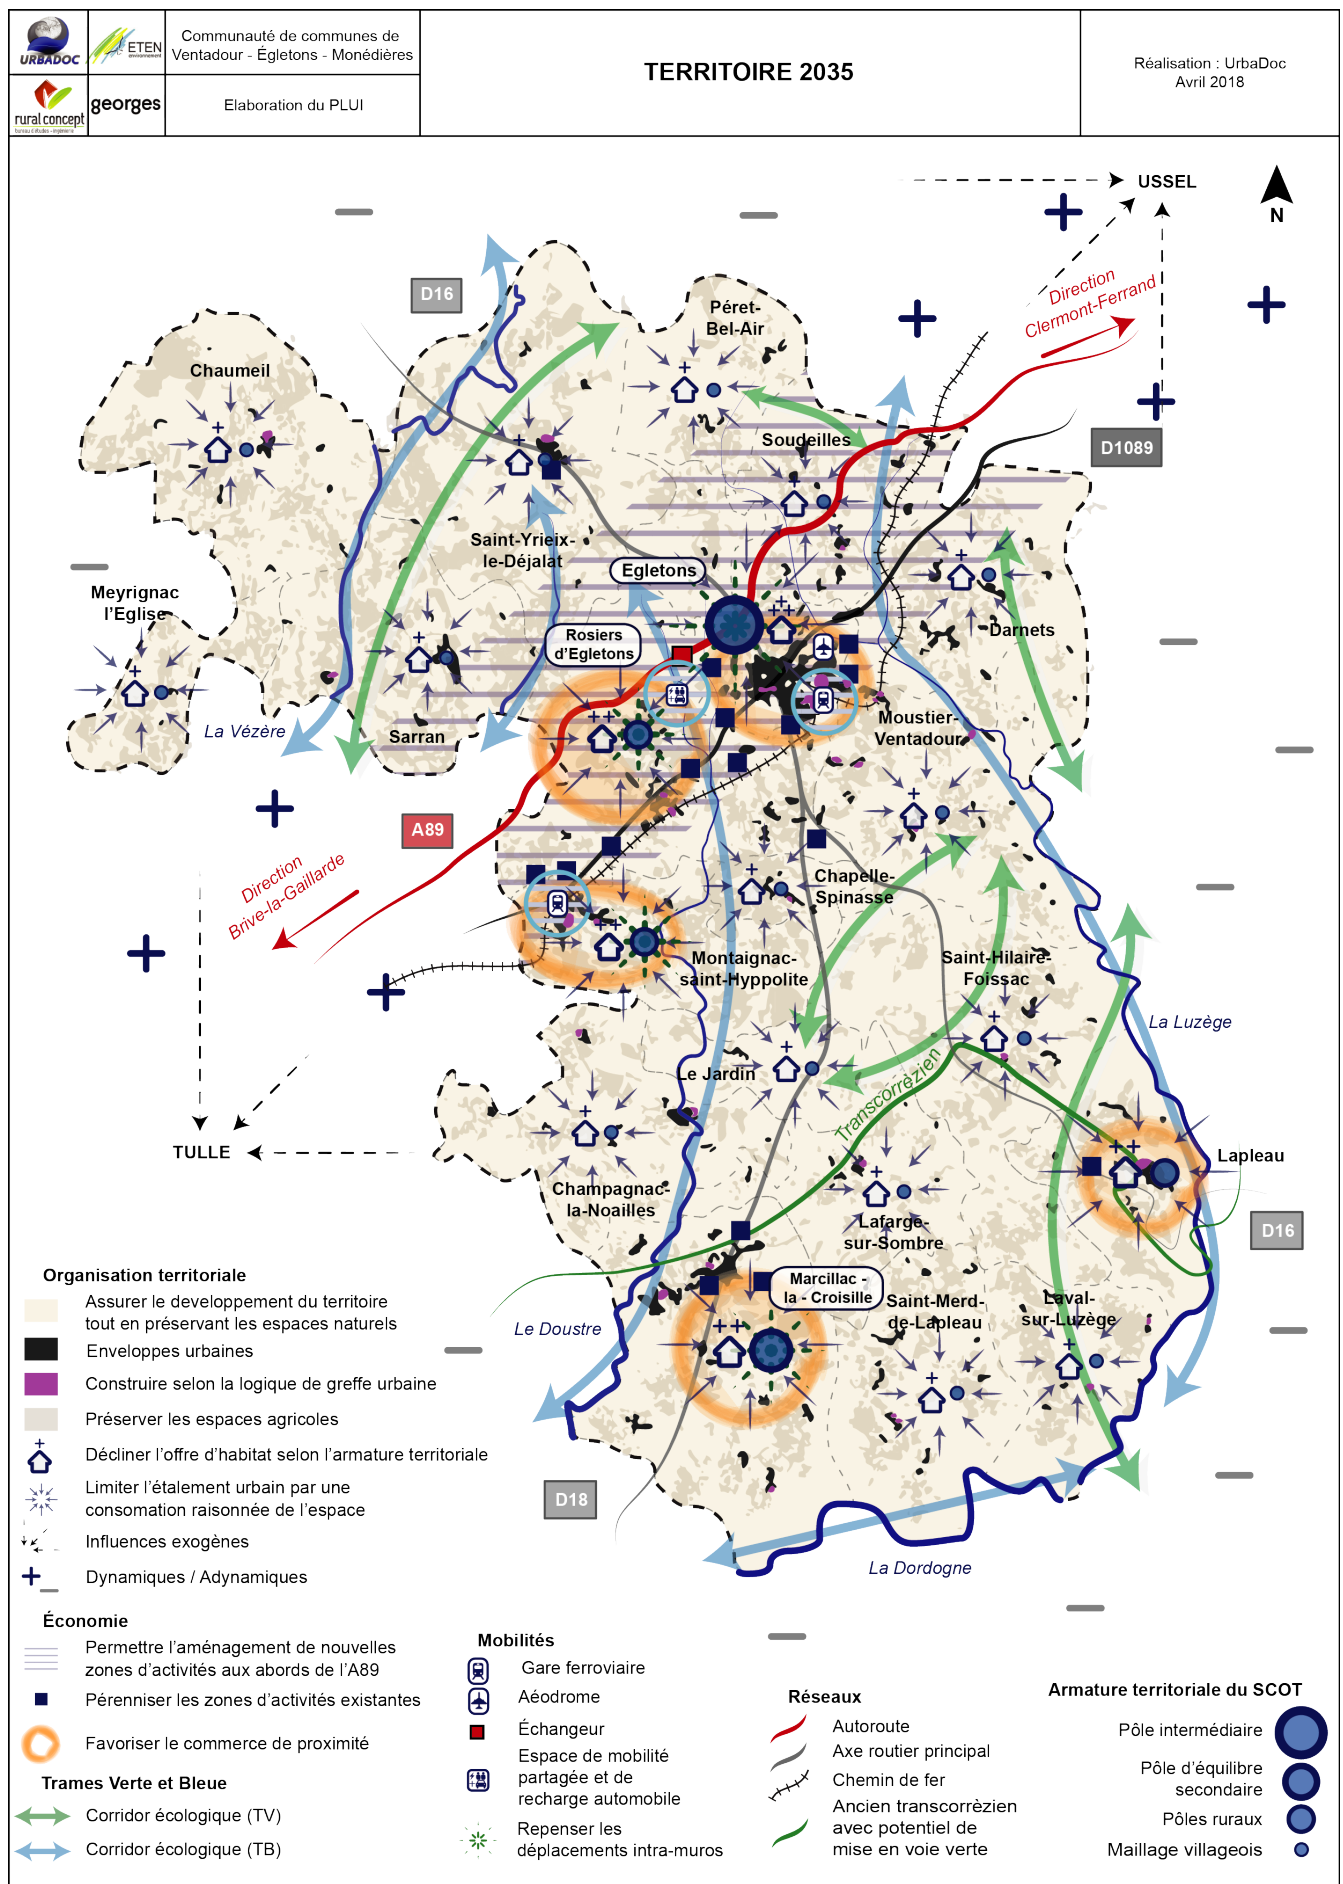 URBADOC
ETEN
environnement
Communauté de communes de
Ventadour - Égletons - Monédières
rural concept
bureau d'études - ingénierie
georges
Elaboration du PLUI
TERRITOIRE 2035
Réalisation : UrbaDoc
Avril 2018
USSEL
N
Direction
Clermont-Ferrand
D16
Péret-
Bel-Air
Chaumeil
Soudeilles
D1089
Saint-Yrieix-
le-Déjalat
Egletons
Meyrignac
l'Eglise
Rosiers
d'Egletons
Darnets
La Vézère
Sarran
Moustier-
Ventadour
A89
Direction
Brive-la-Gaillarde
Chapelle-
Spinasse
Montaignac-
saint-Hyppolite
Saint-Hilaire-
Foissac
La Luzège
Le Jardin
Transcorrèzien
TULLE
Lapleau
Champagnac-
la-Noailles
Lafarge-
sur-Sombre
D16
Marcillac -
la - Croisille
Saint-Merd-
de-Lapleau
Laval-
sur-Luzège
Le Doustre
D18
La Dordogne
Organisation territoriale
Assurer le developpement du territoire
tout en préservant les espaces naturels
Enveloppes urbaines
Construire selon la logique de greffe urbaine
Préserver les espaces agricoles
Décliner l'offre d'habitat selon l'armature territoriale
Limiter l'étalement urbain par une
consomation raisonnée de l'espace
Influences exogènes
Dynamiques / Adynamiques
Économie
Permettre l'aménagement de nouvelles
zones d'activités aux abords de l'A89
Pérenniser les zones d'activités existantes
Favoriser le commerce de proximité
Trames Verte et Bleue
Corridor écologique (TV)
Corridor écologique (TB)
Mobilités
Gare ferroviaire
Aéodrome
Échangeur
Espace de mobilité
partagée et de
recharge automobile
Repenser les
déplacements intra-muros
Réseaux
Autoroute
Axe routier principal
Chemin de fer
Ancien transcorrèzien
avec potentiel de
mise en voie verte
Armature territoriale du SCOT
Pôle intermédiaire
Pôle d'équilibre
secondaire
Pôles ruraux
Maillage villageois